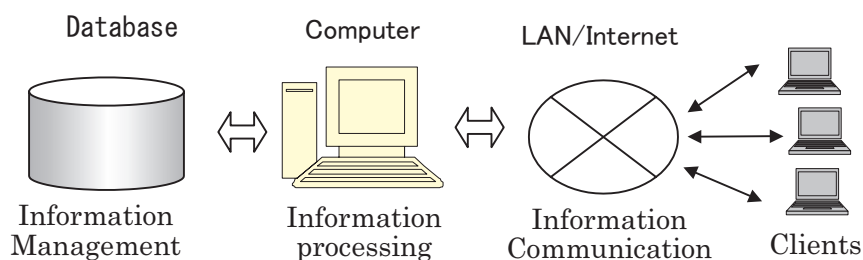 Database
Computer
LAN/Internet
Information
Management
Information
processing
Information
Communication
Clients